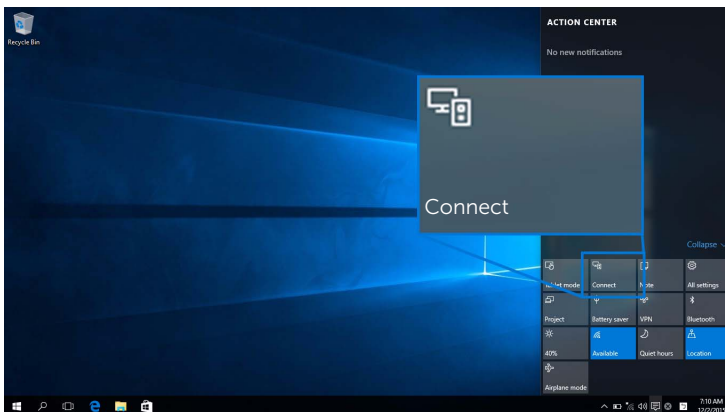 Recycle Bin
ACTION CENTER
No new notifications
Connect
Collapse
Tablet mode
Connect
Note
All settings
Project
Battery saver
VPN
Bluetooth
40%
Available
Quiet hours
Location
Airplane mode
7:10 AM